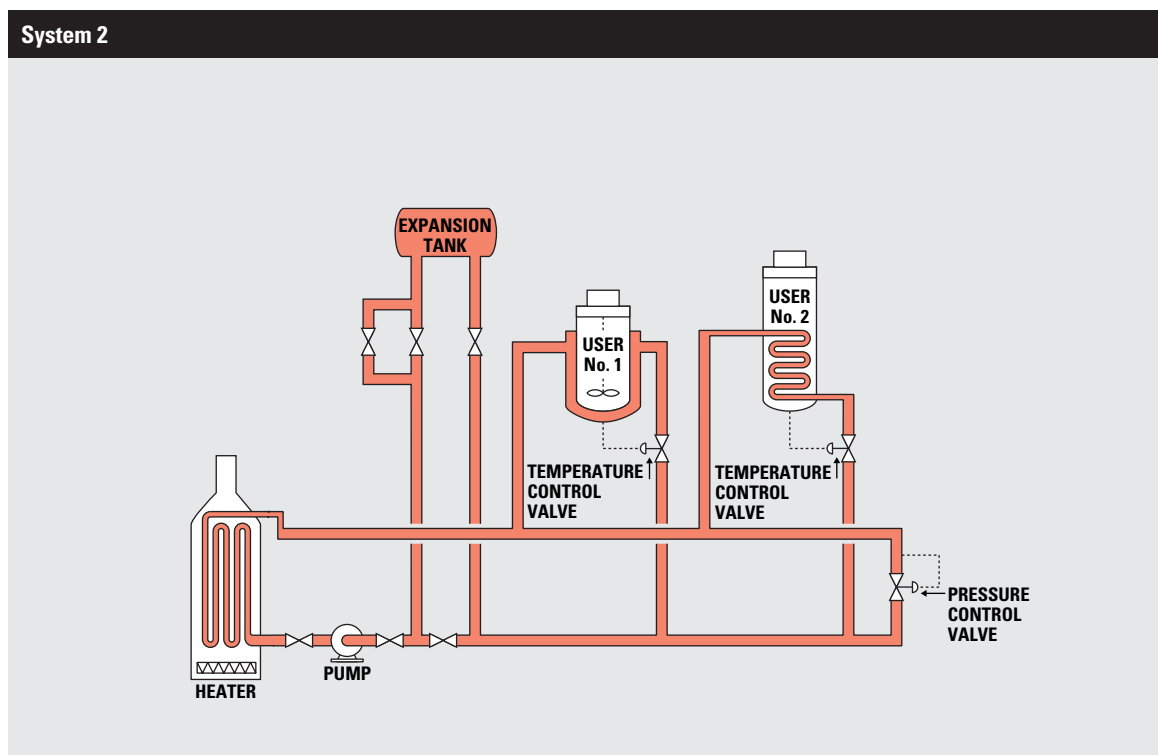 System 2
EXPANSION
TANK
USER
No. 1
USER
No. 2
TEMPERATURE
CONTROL
VALVE
TEMPERATURE
CONTROL
VALVE
PRESSURE
CONTROL
VALVE
PUMP
HEATER